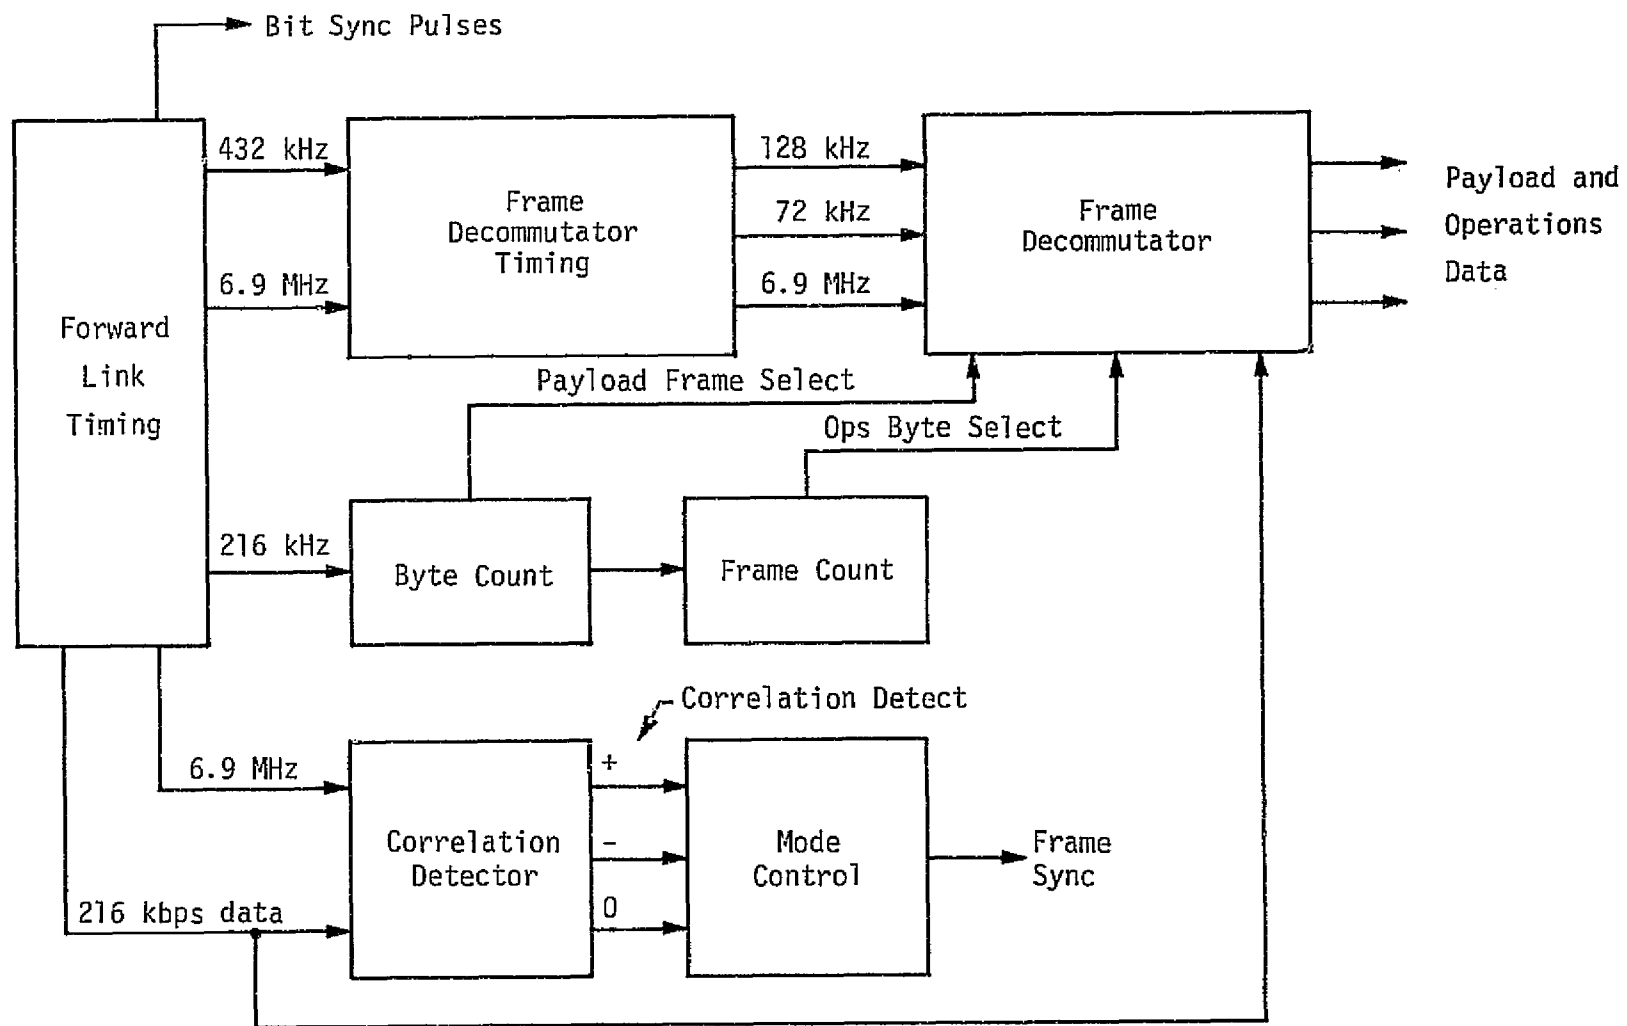 Bit Sync Pulses
432 kHz
128 kHz
Payload and
Frame
Decommutator
Timing
72 kHz
Frame
Decommutator
Operations
6.9 MHz
6.9 MHz
Data
Forward
Link
Timing
Payload Frame Select
Ops Byte Select
216 kHz
Byte Count
Frame Count
Correlation Detect
6.9 MHz
+
Correlation
Detector
-
Mode
Control
Frame
Sync
216 kbps data
0